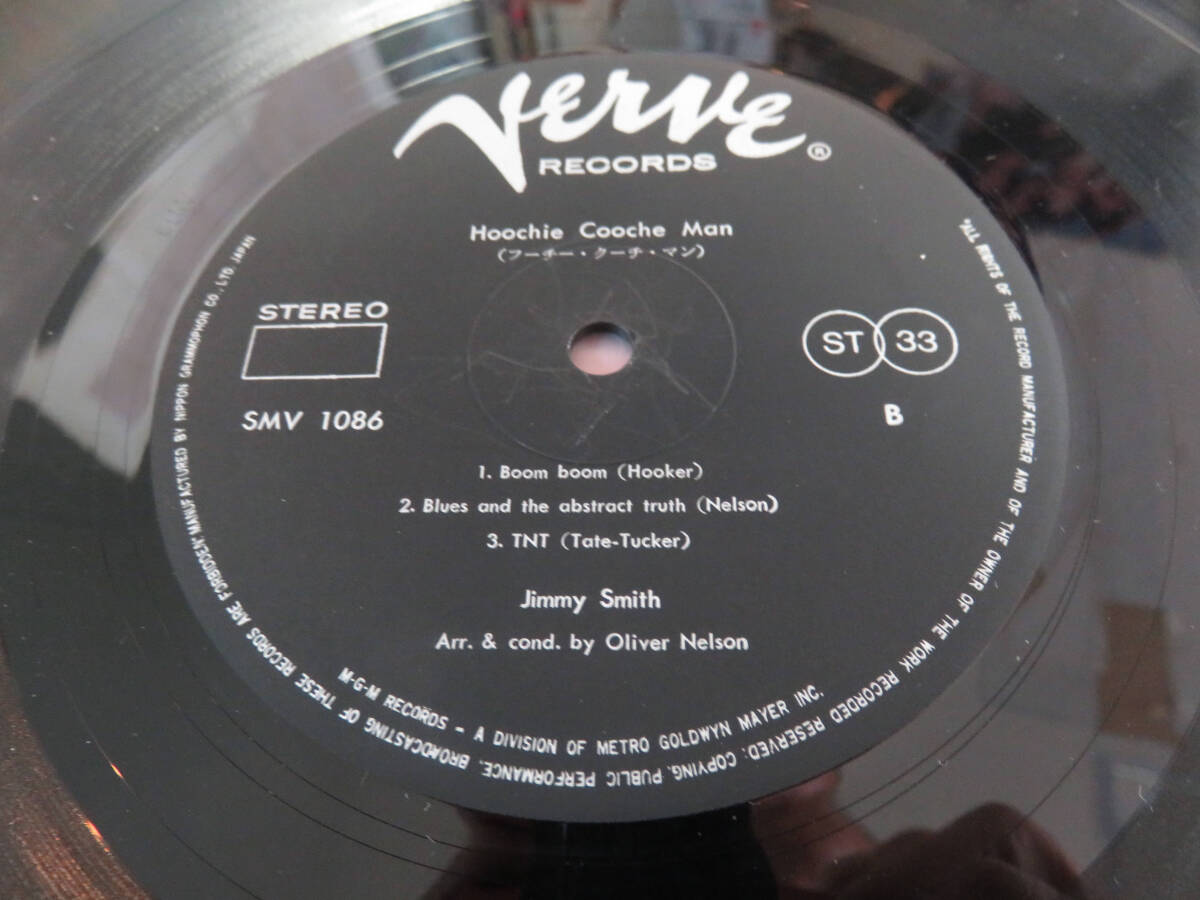 Verve
RECORDS ®
Hoochie Cooche Man
(フーチー・クーチ・マン)
STEREO
SMV 1086
ST 33
B
1. Boom boom (Hooker)
2. Blues and the abstract truth (Nelson)
3. TNT (Tate-Tucker)
Jimmy Smith
Arr. & cond. by Oliver Nelson
M-G-M RECORDS - A DIVISION OF METRO GOLDWYN MAYER INC.
"ALL RIGHTS OF THE RECORD MANUFACTURER AND OF THE OWNER OF THE WORK RECORDED RESERVED. COPYING. PUBLIC PERFORMANCE. BROADCASTING OF THESE RECORDS ARE FORBIDDEN" MANUFACTURED BY NIPPON GRAMMOPHON CO., LTD. JAPAN